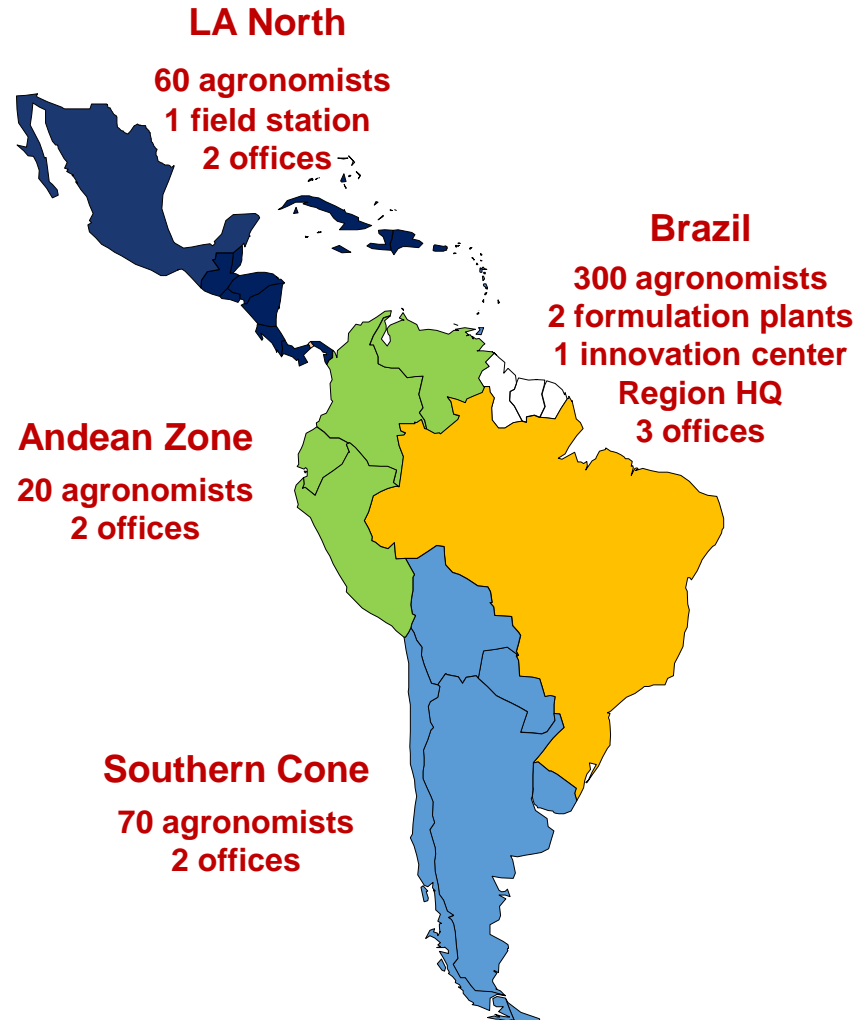 LA North
60 agronomists
1 field station
2 offices
Brazil
300 agronomists
2 formulation plants
1 innovation center
Region HQ
3 offices
Andean Zone
20 agronomists
2 offices
Southern Cone
70 agronomists
2 offices